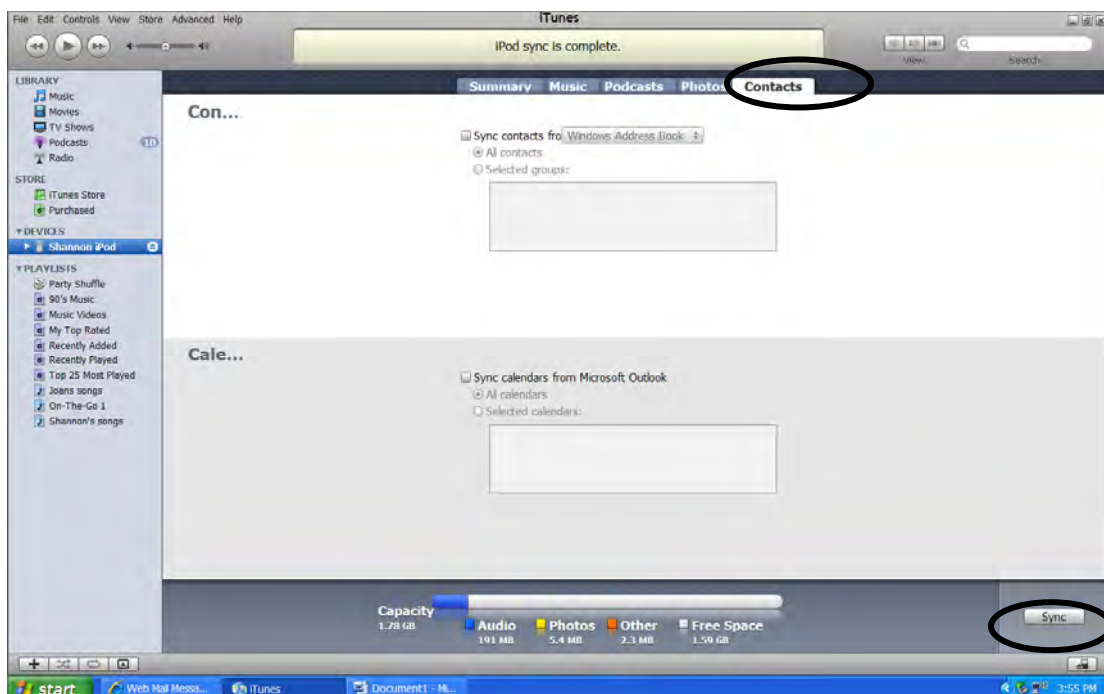 File Edit Controls View Store Advanced Help
iTunes
iPod sync is complete.
View
Search
LIBRARY
Music
Movies
TV Shows
Podcasts 10
Radio
STORE
iTunes Store
Purchased
DEVICES
Shannon iPod
PLAYLISTS
Party Shuffle
90's Music
Music Videos
My Top Rated
Recently Added
Recently Played
Top 25 Most Played
Joans songs
On-The-Go 1
Shannon's songs
Summary Music Podcasts Photos Contacts
Con...
Sync contacts fro Windows Address Book
All contacts
Selected groups:
Cale...
Sync calendars from Microsoft Outlook
All calendars
Selected calendars:
Capacity
1.78 GB
Audio Photos Other Free Space
191 MB 5.4 MB 2.3 MB 1.59 GB
Sync
start Web Mail Messa... iTunes Document1 - Mi... 3:55 PM